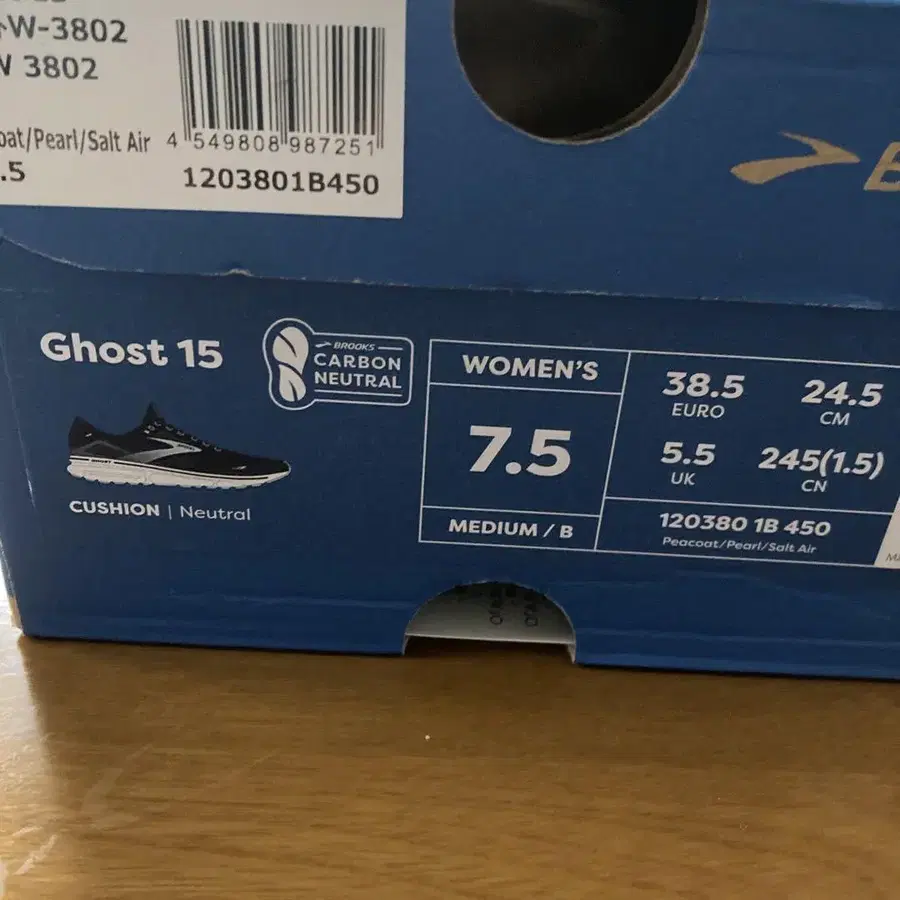 W-3802
W 3802
oat/Pearl/Salt Air
4 549808 987251
.5
1203801B450
Ghost 15
BROOKS
CARBON
NEUTRAL
CUSHION | Neutral
WOMEN'S
7.5
MEDIUM / B
38.5
EURO
24.5
CM
5.5
UK
245(1.5)
CN
120380 1B 450
Peacoat/Pearl/Salt Air